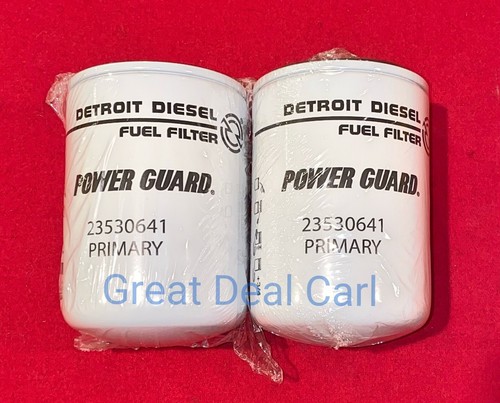 DETROIT DIESEL
FUEL FILTER
POWER GUARD®
23530641
PRIMARY
DETROIT DIESEL
FUEL FILTER
POWER GUARD®
23530641
PRIMARY
Great Deal Carl